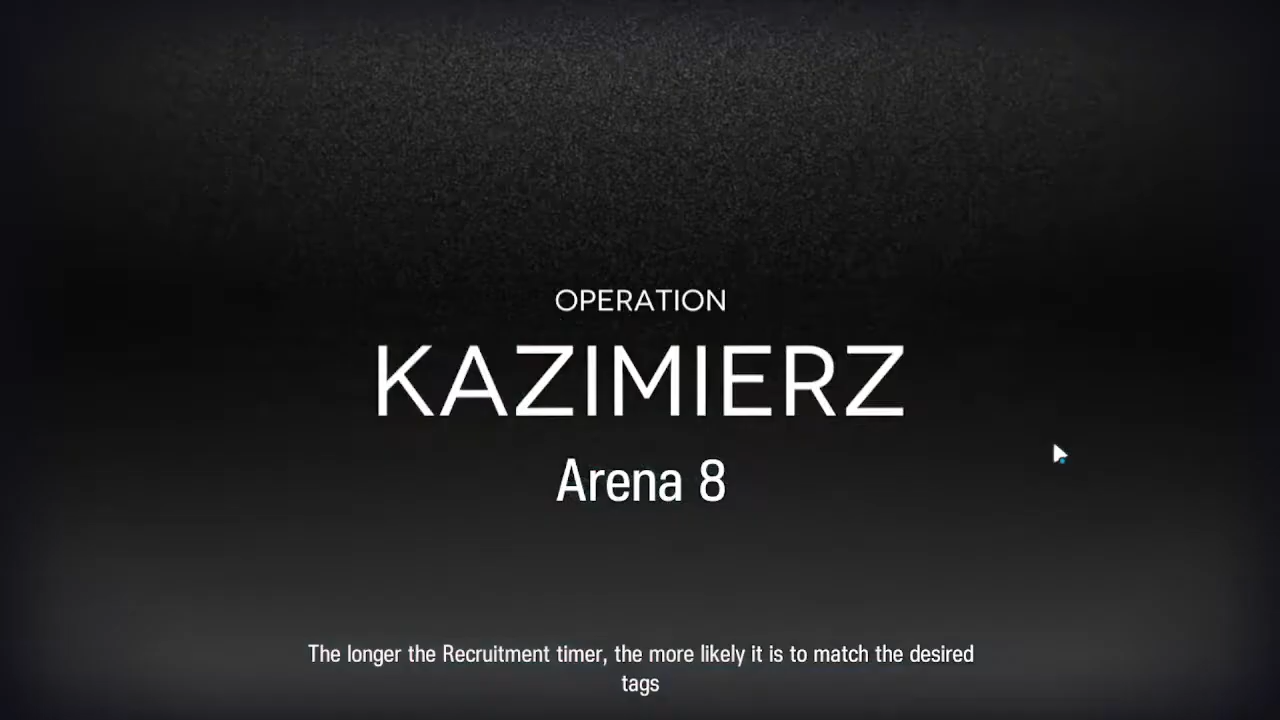 OPERATION
KAZIMIERZ
Arena 8
The longer the Recruitment timer, the more likely it is to match the desired
tags